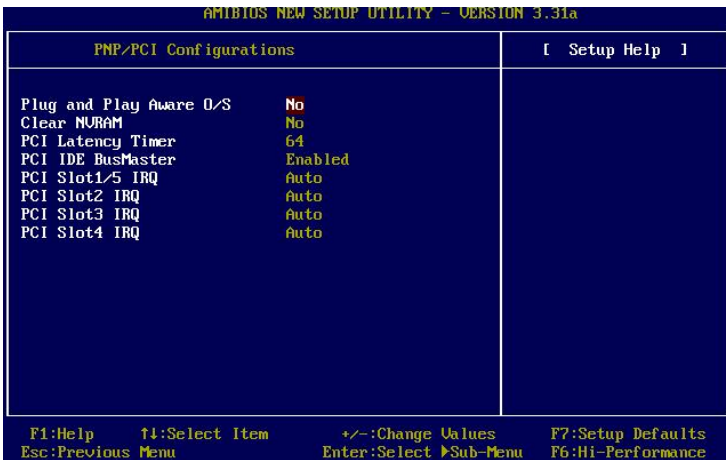 AMIBIOS NEW SETUP UTILITY - VERSION 3.31a
PNP/PCI Configurations
[ Setup Help ]
Plug and Play Aware O/S No
Clear NVRAM No
PCI Latency Timer 64
PCI IDE BusMaster Enabled
PCI Slot1/5 IRQ Auto
PCI Slot2 IRQ Auto
PCI Slot3 IRQ Auto
PCI Slot4 IRQ Auto
F1:Help ↑↓:Select Item +/-:Change Values F7:Setup Defaults
Esc:Previous Menu Enter:Select ►Sub-Menu F6:Hi-Performance